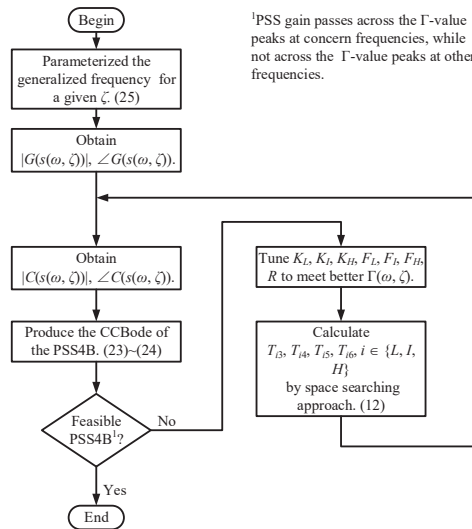 Begin
Parameterized the
generalized frequency for
a given ζ. (25)
Obtain
|G(s(ω, ζ))|, ∠G(s(ω, ζ)).
Obtain
|C(s(ω, ζ))|, ∠C(s(ω, ζ)).
Produce the CCBode of
the PSS4B. (23)~(24)
Feasible
PSS4B¹?
No
Yes
End
Tune K_L, K_I, K_H, F_L, F_I, F_H,
R to meet better Γ(ω, ζ).
Calculate
T_i3, T_i4, T_i5, T_i6, i ∈ {L, I,
H}
by space searching
approach. (12)
¹PSS gain passes across the Γ-value
peaks at concern frequencies, while
not across the Γ-value peaks at other
frequencies.